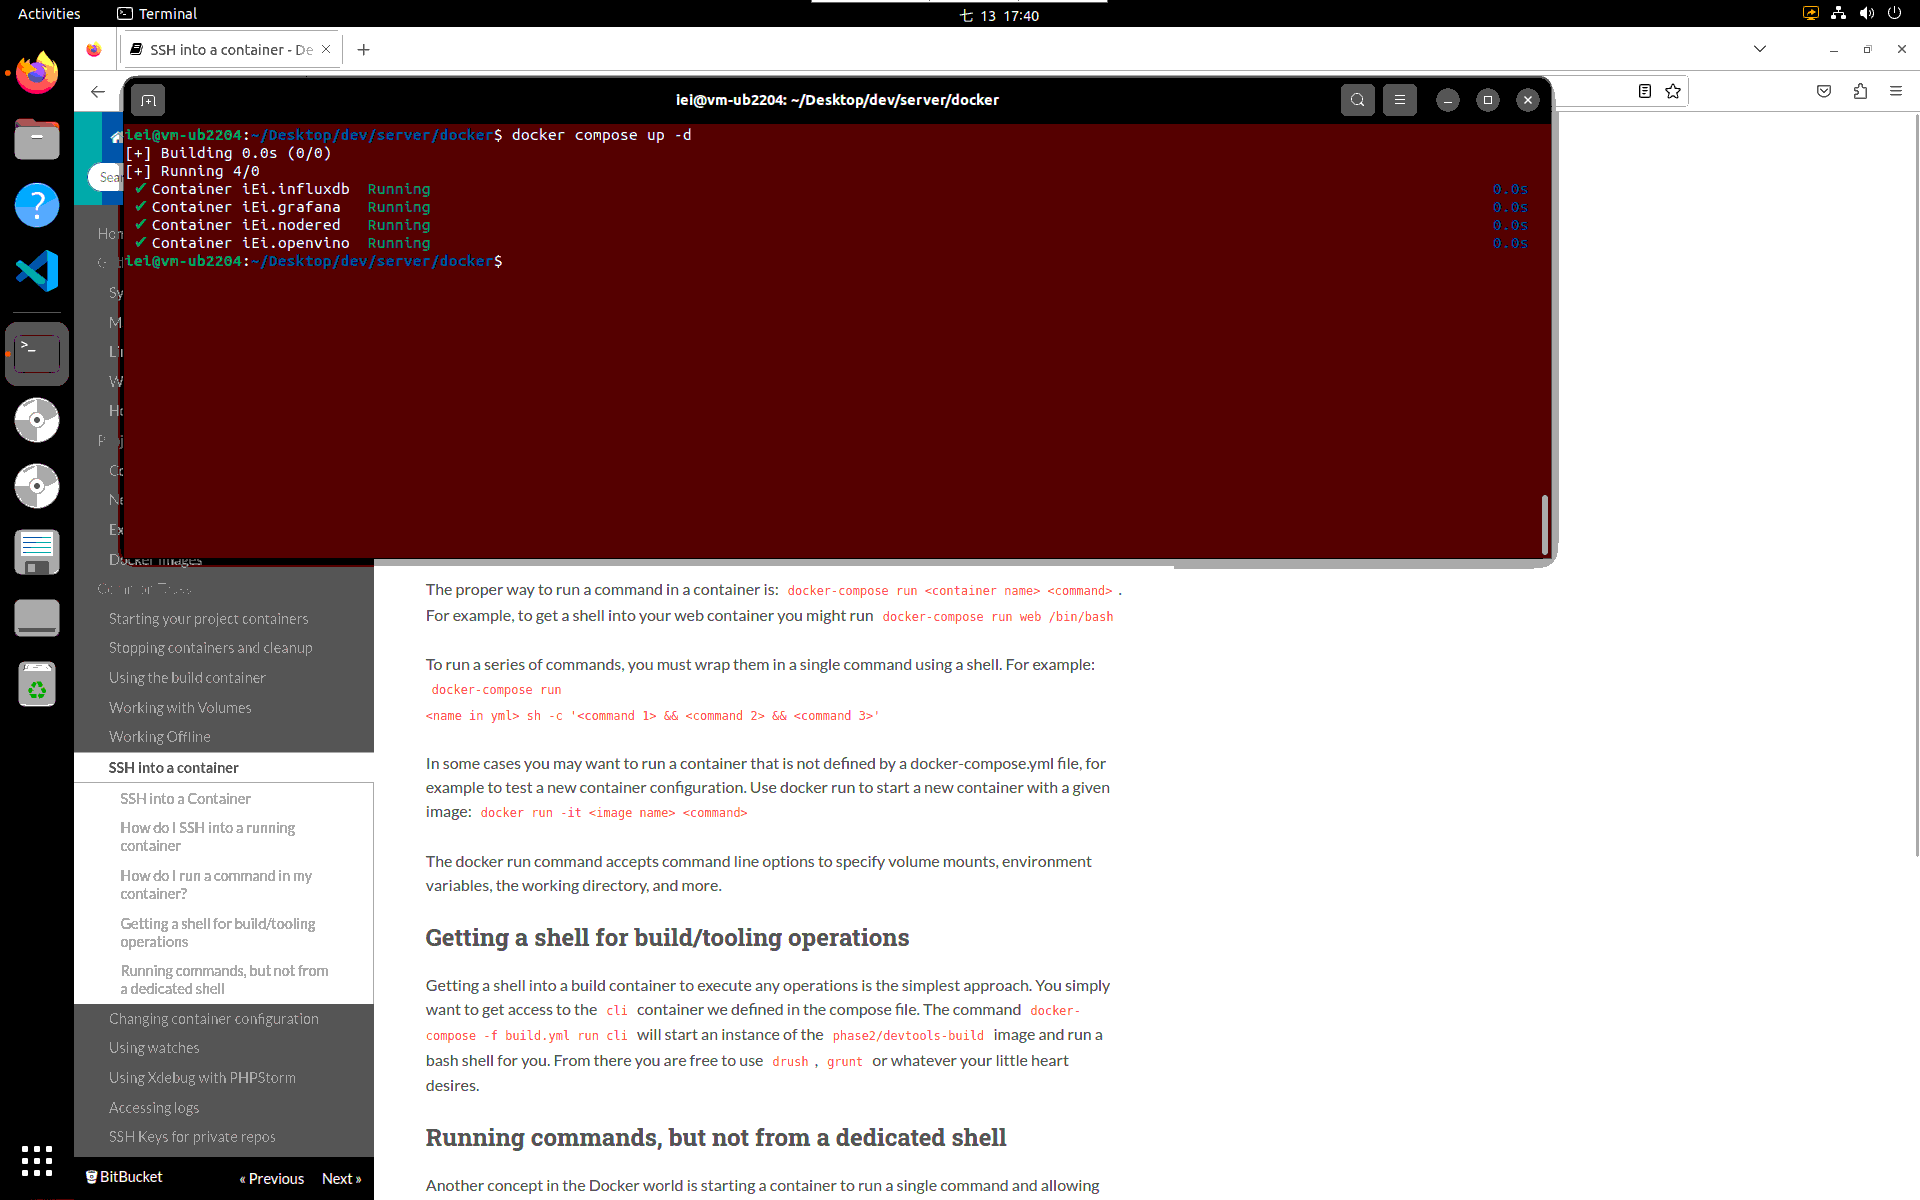 Activities
Terminal
七 13 17:40
SSH into a container - De
iei@vm-ub2204: ~/Desktop/dev/server/docker
iei@vm-ub2204:~/Desktop/dev/server/docker$ docker compose up -d
[+] Building 0.0s (0/0)
[+] Running 4/0
✔ Container iEi.influxdb Running 0.0s
✔ Container iEi.grafana Running 0.0s
✔ Container iEi.nodered Running 0.0s
✔ Container iEi.openvino Running 0.0s
iei@vm-ub2204:~/Desktop/dev/server/docker$
Docker Images
Starting your project containers
Stopping containers and cleanup
Using the build container
Working with Volumes
Working Offline
SSH into a container
SSH into a Container
How do I SSH into a running
container
How do I run a command in my
container?
Getting a shell for build/tooling
operations
Running commands, but not from
a dedicated shell
Changing container configuration
Using watches
Using Xdebug with PHPStorm
Accessing logs
SSH Keys for private repos
BitBucket
« Previous
Next »
The proper way to run a command in a container is: docker-compose run <container name> <command> .
For example, to get a shell into your web container you might run docker-compose run web /bin/bash
To run a series of commands, you must wrap them in a single command using a shell. For example:
docker-compose run
<name in yml> sh -c '<command 1> && <command 2> && <command 3>'
In some cases you may want to run a container that is not defined by a docker-compose.yml file, for
example to test a new container configuration. Use docker run to start a new container with a given
image: docker run -it <image name> <command>
The docker run command accepts command line options to specify volume mounts, environment
variables, the working directory, and more.
Getting a shell for build/tooling operations
Getting a shell into a build container to execute any operations is the simplest approach. You simply
want to get access to the cli container we defined in the compose file. The command docker-
compose -f build.yml run cli will start an instance of the phase2/devtools-build image and run a
bash shell for you. From there you are free to use drush , grunt or whatever your little heart
desires.
Running commands, but not from a dedicated shell
Another concept in the Docker world is starting a container to run a single command and allowing